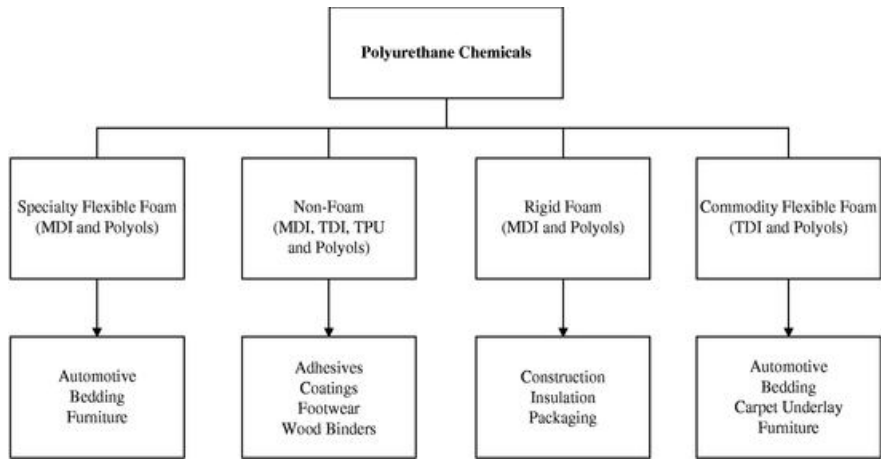 Polyurethane Chemicals
Specialty Flexible Foam
(MDI and Polyols)
Non-Foam
(MDI, TDI, TPU
and Polyols)
Rigid Foam
(MDI and Polyols)
Commodity Flexible Foam
(TDI and Polyols)
Automotive
Bedding
Furniture
Adhesives
Coatings
Footwear
Wood Binders
Construction
Insulation
Packaging
Automotive
Bedding
Carpet Underlay
Furniture